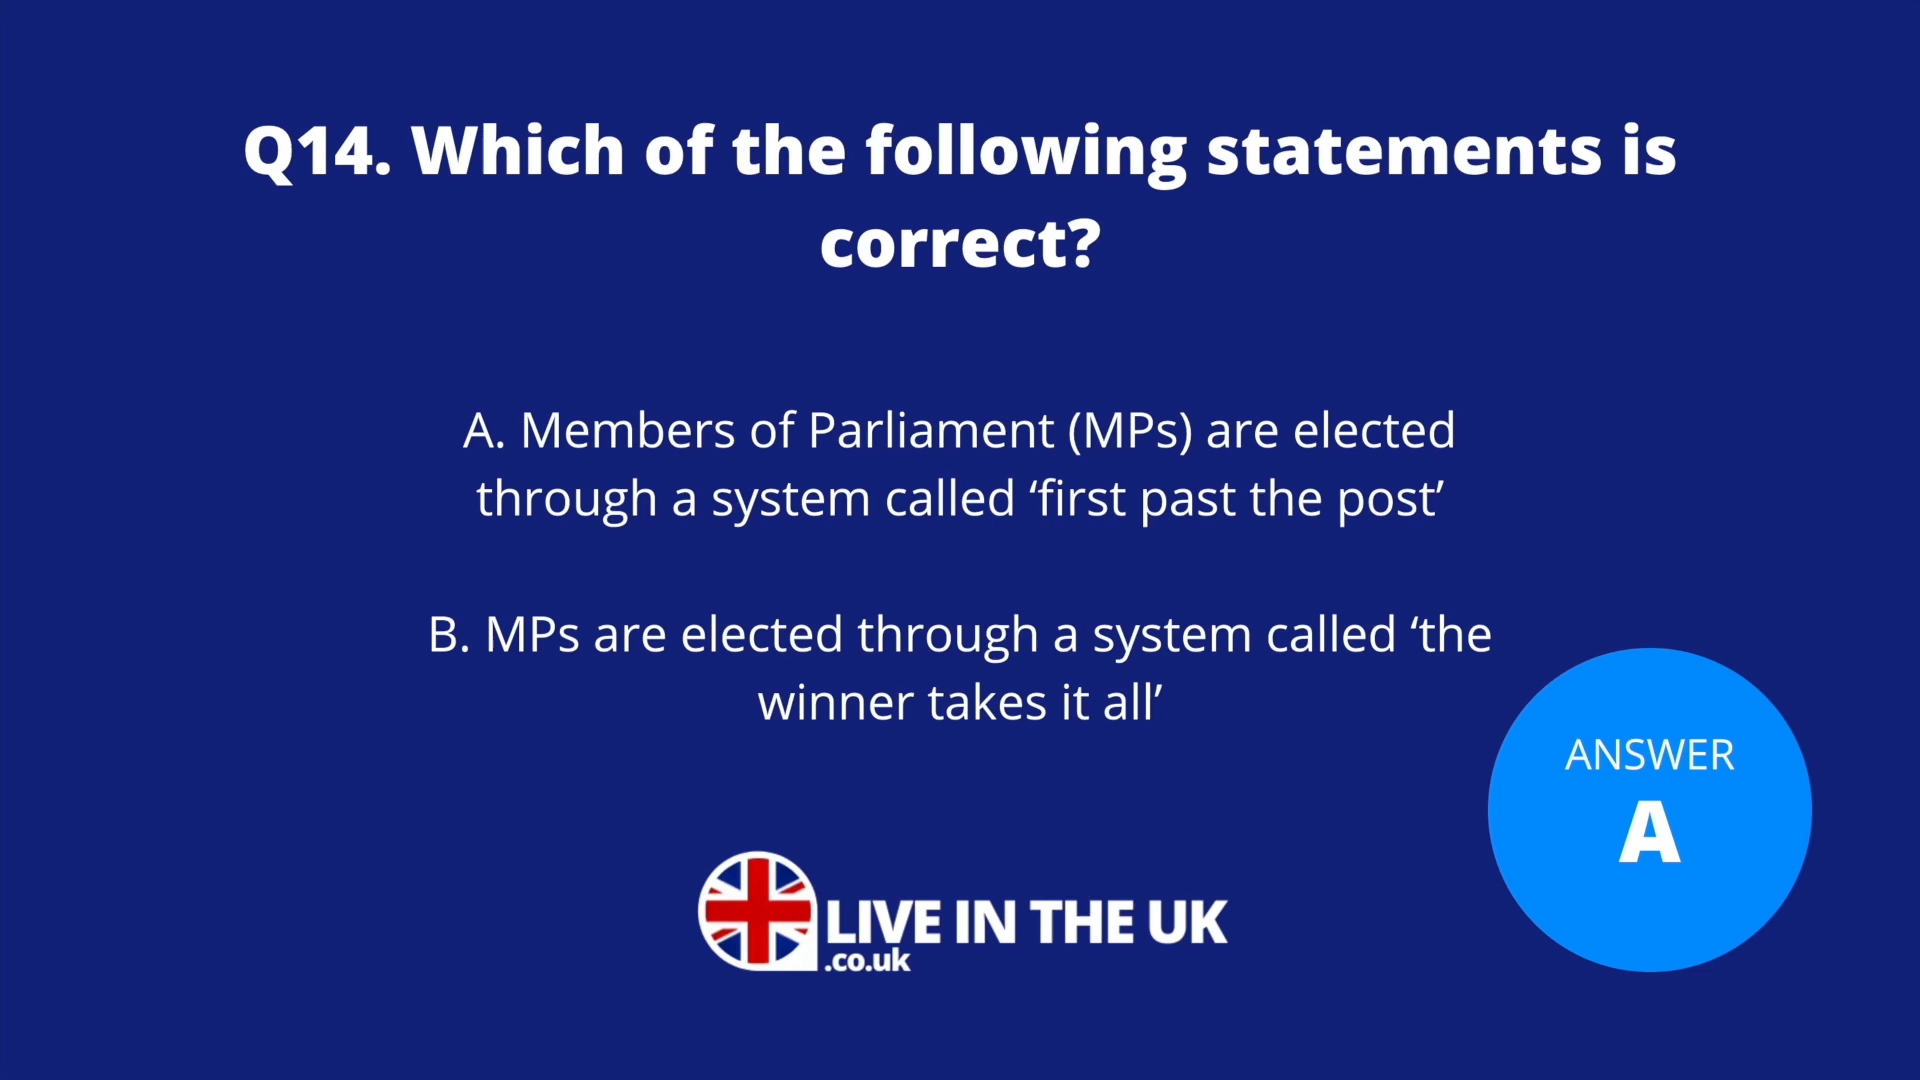 Q14. Which of the following statements is
correct?
A. Members of Parliament (MPs) are elected
through a system called ‘first past the post’
B. MPs are elected through a system called ‘the
winner takes it all’
ANSWER
A
LIVE IN THE UK
.co.uk